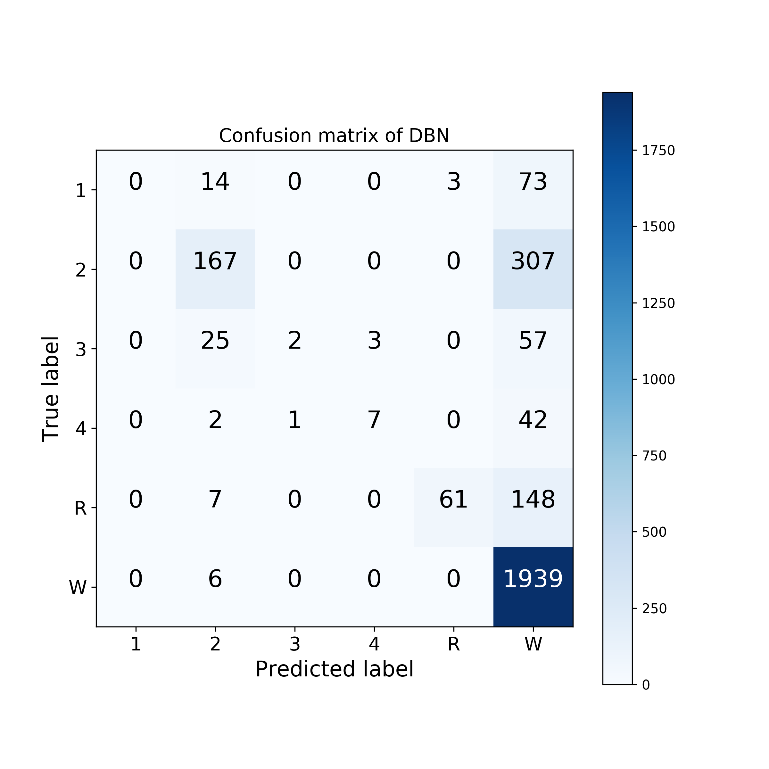 Confusion matrix of DBN
1 0 14 0 0 3 73
2 0 167 0 0 0 307
3 0 25 2 3 0 57
4 0 2 1 7 0 42
R 0 7 0 0 61 148
W 0 6 0 0 0 1939
1 2 3 4 R W
True label
Predicted label
1750
1500
1250
1000
750
500
250
0